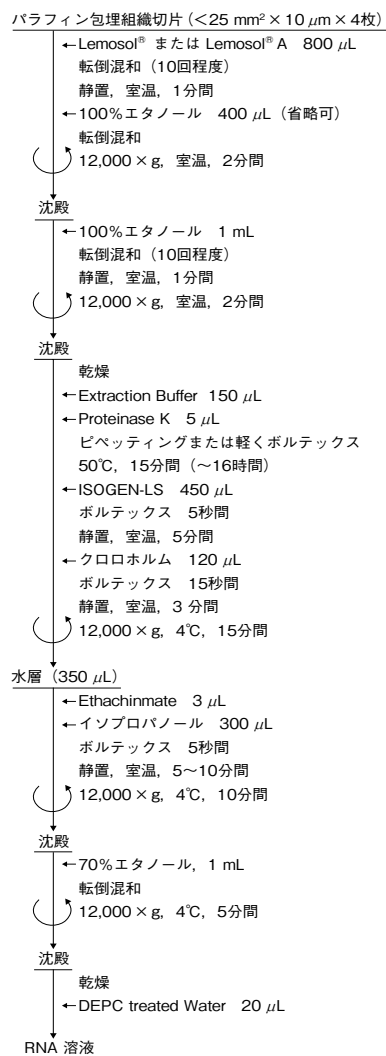 パラフィン包埋組織切片（<25 mm² × 10 μm × 4枚）
←Lemosol® または Lemosol® A　800 μL
転倒混和（10回程度）
静置，室温，1分間
←100％エタノール　400 μL（省略可）
転倒混和
12,000 × g，室温，2分間
沈殿
←100％エタノール　1 mL
転倒混和（10回程度）
静置，室温，1分間
12,000 × g，室温，2分間
沈殿
乾燥
←Extraction Buffer　150 μL
←Proteinase K　5 μL
ピペッティングまたは軽くボルテックス
50℃，15分間（～16時間）
←ISOGEN-LS　450 μL
ボルテックス　5秒間
静置，室温，5分間
←クロロホルム　120 μL
ボルテックス　15秒間
静置，室温，3 分間
12,000 × g，4℃，15分間
水層（350 μL）
←Ethachinmate　3 μL
←イソプロパノール　300 μL
ボルテックス　5秒間
静置，室温，5～10分間
12,000 × g，4℃，10分間
沈殿
←70％エタノール，1 mL
転倒混和
12,000 × g，4℃，5分間
沈殿
乾燥
←DEPC treated Water　20 μL
RNA 溶液